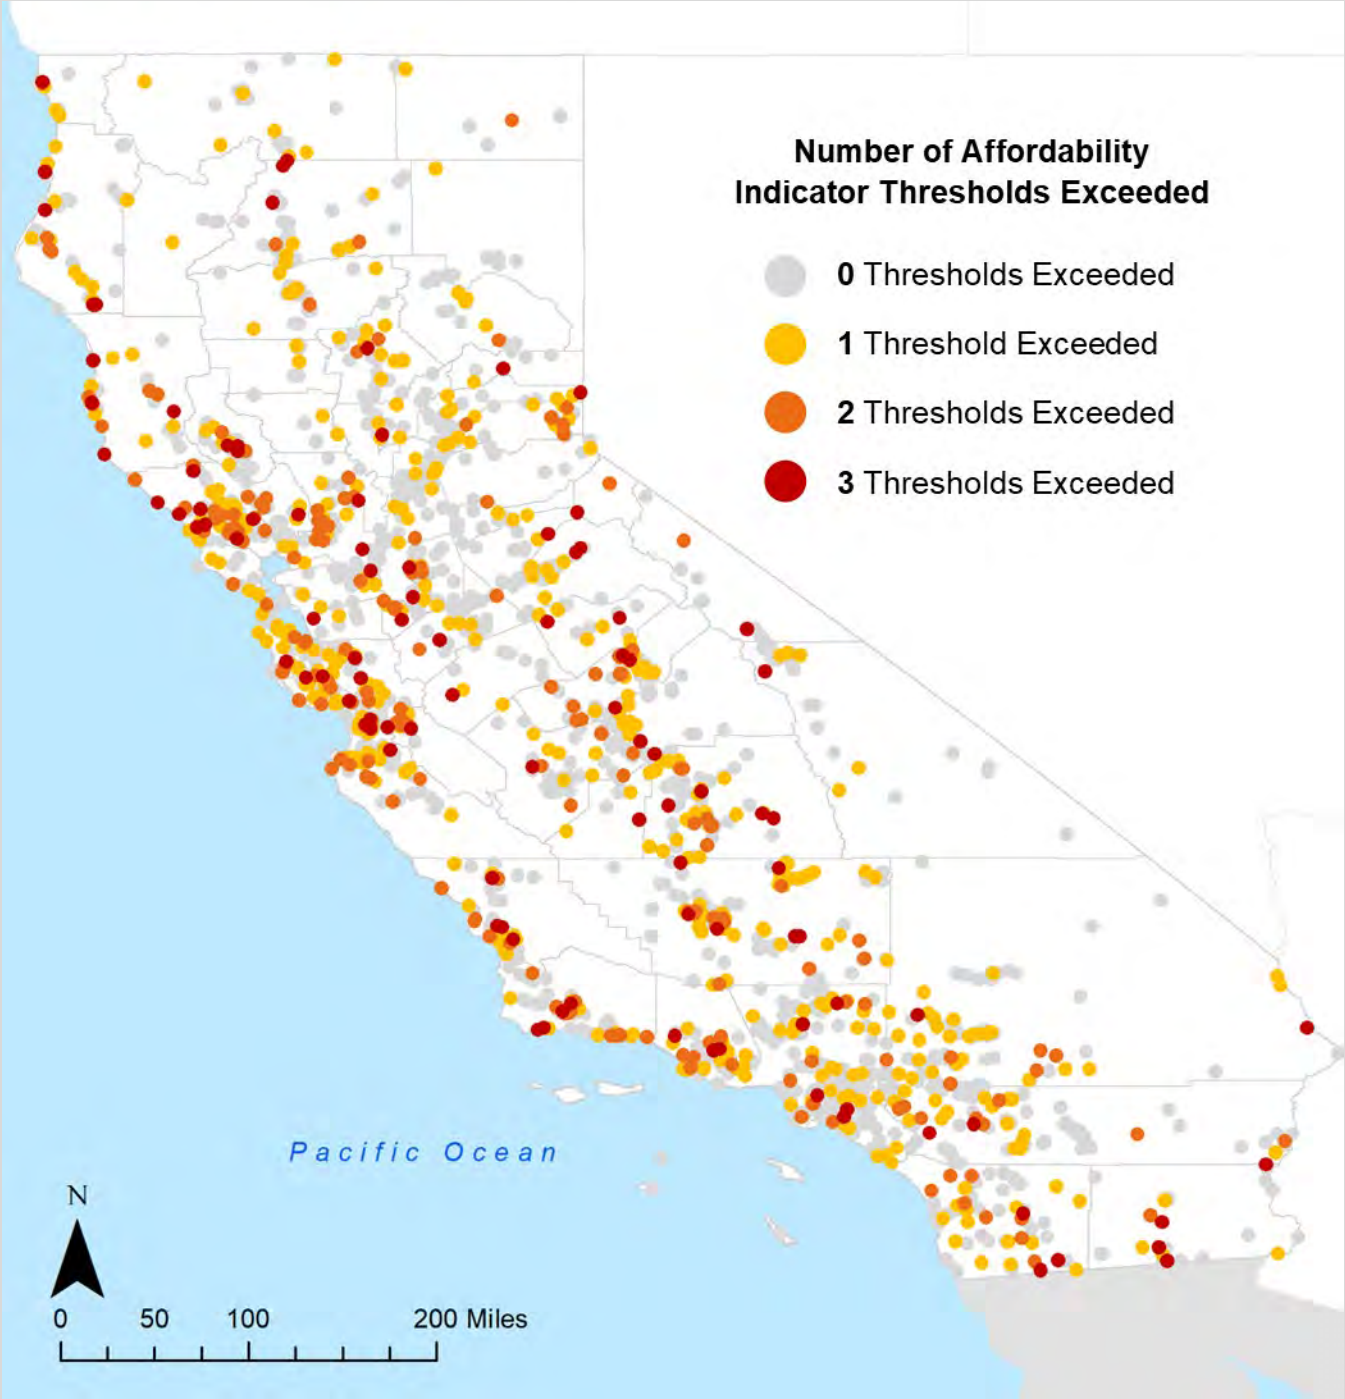 Number of Affordability
Indicator Thresholds Exceeded
0 Thresholds Exceeded
1 Threshold Exceeded
2 Thresholds Exceeded
3 Thresholds Exceeded
Pacific Ocean
N
0 50 100 200 Miles